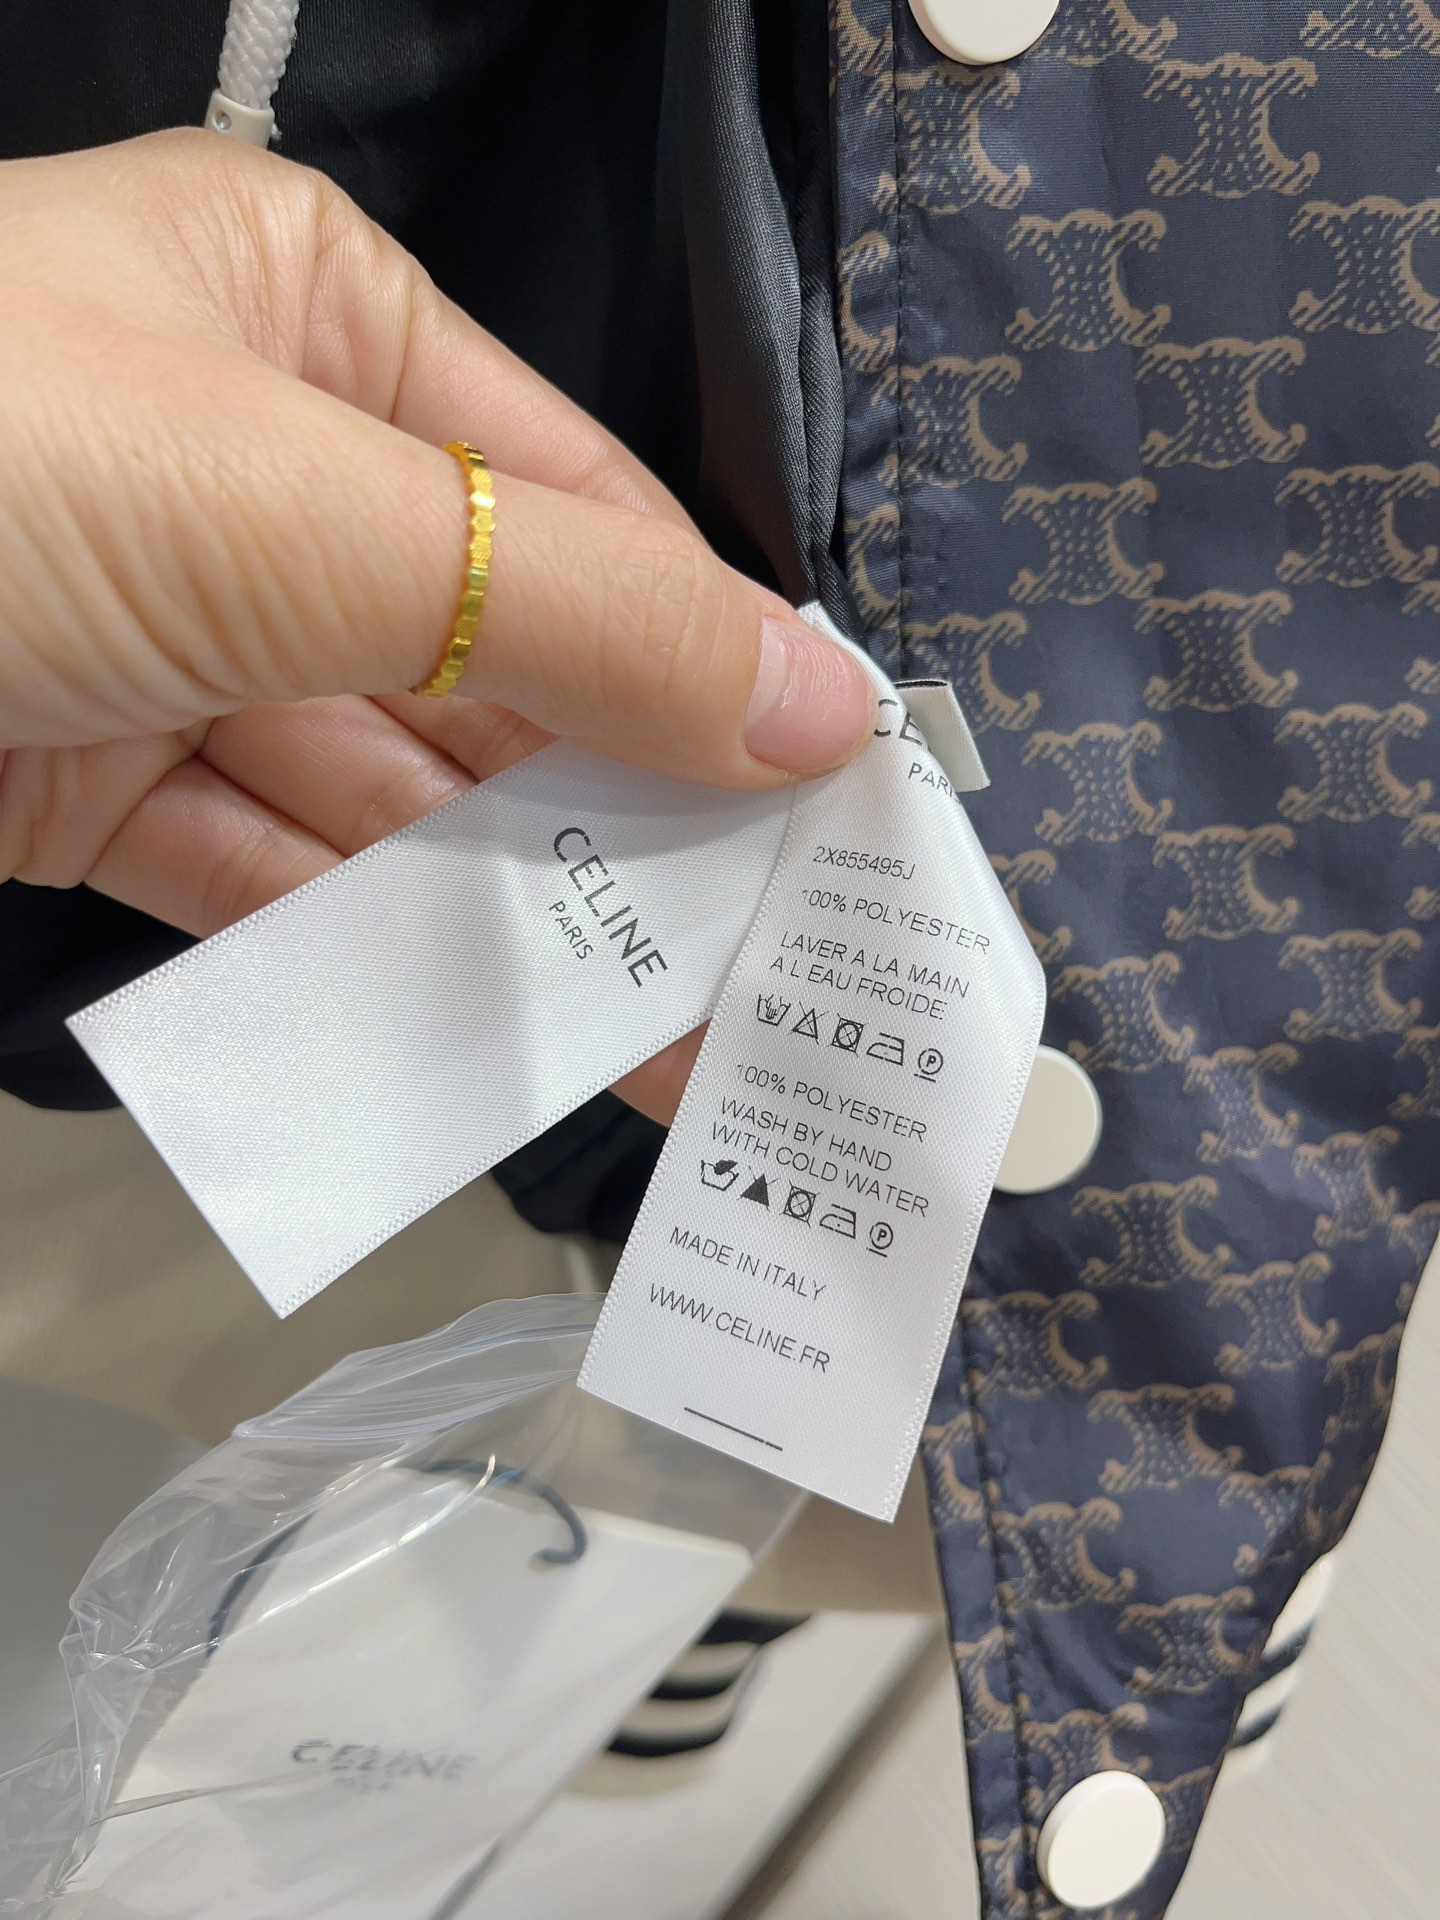 CELINE
PARIS
CE
PARIS
2X855495J
100% POLYESTER
LAVER A LA MAIN
A L EAU FROIDE
P
100% POLYESTER
WASH BY HAND
WITH COLD WATER
P
MADE IN ITALY
WWW.CELINE.FR
CELINE